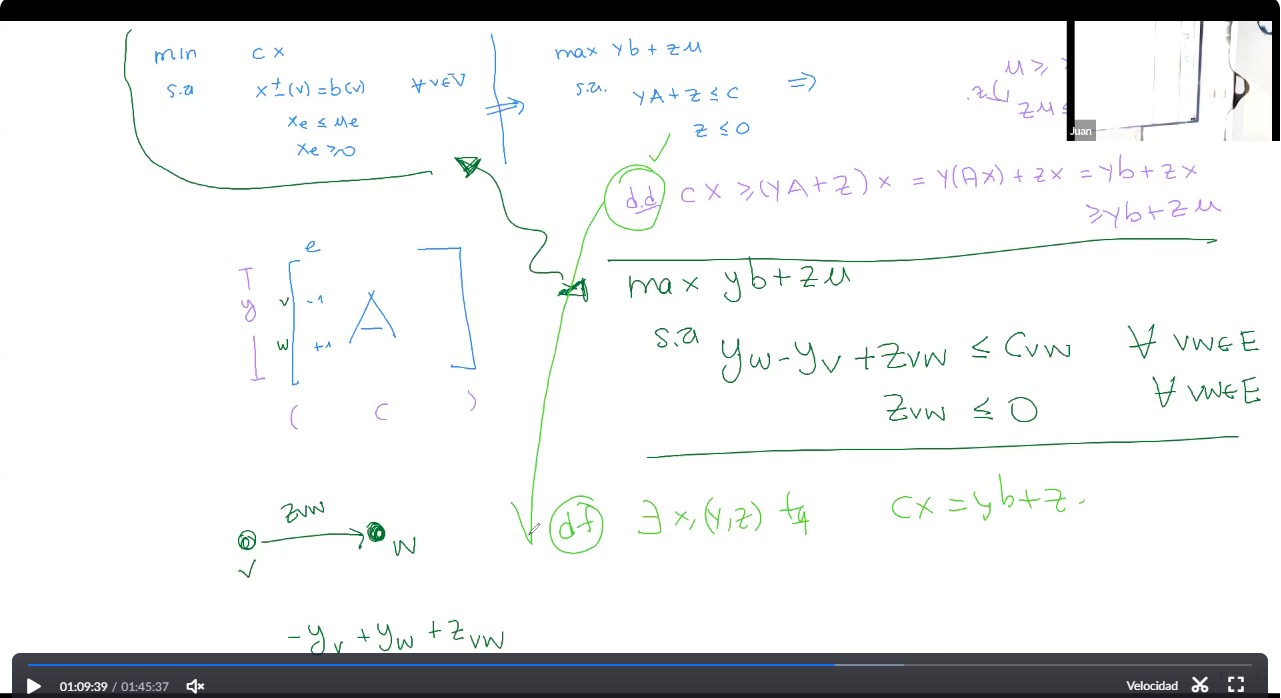 min cx
s.a x±(v)=b(v) ∀v∈V
xe ≤ ue
xe ≥0
⇒
max yb+zu
s.a. yA+z ≤ c
z ≤ 0
⇒
u ≥
zu ≤
Juan
d.d cx ≥(yA+z)x = y(Ax)+zx = yb+zx
≥yb+zu
max yb+zu
s.a yw-yv +zvw ≤ cvw ∀ vw∈E
zvw ≤ 0 ∀ vw∈E
e
T
y
v -1 A
w +1
( c )
d.f ∃ x, (y,z) tq cx = yb+z
zvw
v w
-yv +yw +zvw
01:09:39 / 01:45:37
Velocidad